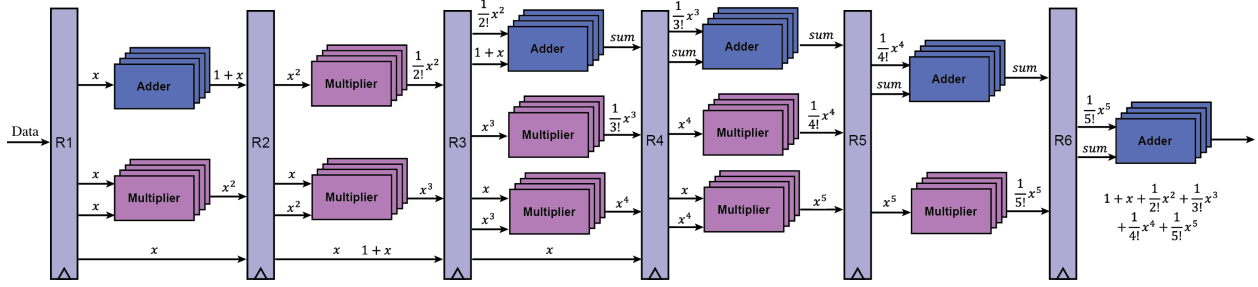 Data
R1
x
Adder
1 + x
x
x
Multiplier
x²
x
R2
x²
Multiplier
1/2! x²
x
x²
Multiplier
x³
x 1 + x
R3
1/2! x²
1 + x
Adder
sum
x³
Multiplier
1/3! x³
x
x³
Multiplier
x⁴
x
R4
1/3! x³
sum
Adder
sum
x⁴
Multiplier
1/4! x⁴
x
x⁴
Multiplier
x⁵
R5
1/4! x⁴
sum
Adder
sum
x⁵
Multiplier
1/5! x⁵
R6
1/5! x⁵
sum
Adder
1 + x + 1/2! x² + 1/3! x³
+ 1/4! x⁴ + 1/5! x⁵